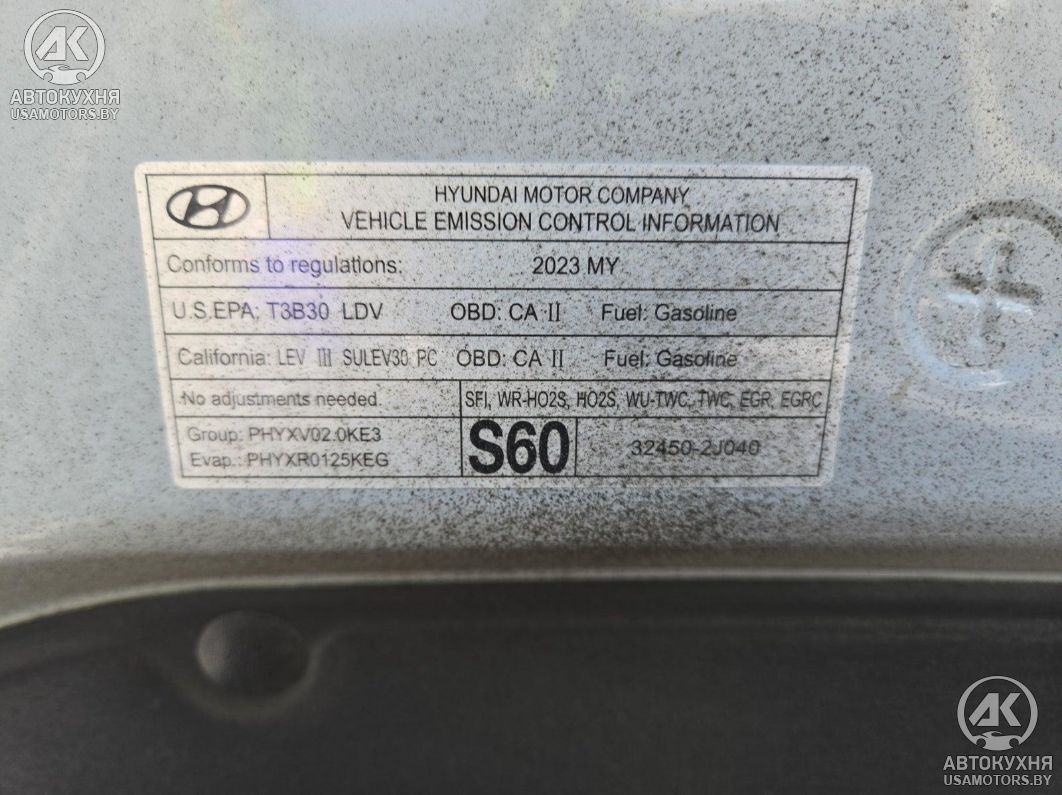 АК
АВТОКУХНЯ
USAMOTORS.BY
HYUNDAI MOTOR COMPANY
VEHICLE EMISSION CONTROL INFORMATION
Conforms to regulations: 2023 MY
U.S.EPA: T3B30 LDV OBD: CA II Fuel: Gasoline
California: LEV III SULEV30 PC OBD: CA II Fuel: Gasoline
No adjustments needed. SFI, WR-HO2S, HO2S, WU-TWC, TWC, EGR, EGRC
Group: PHYXV02.0KE3
Evap.: PHYXR0125KEG
S60
32450-2J040
АК
АВТОКУХНЯ
USAMOTORS.BY